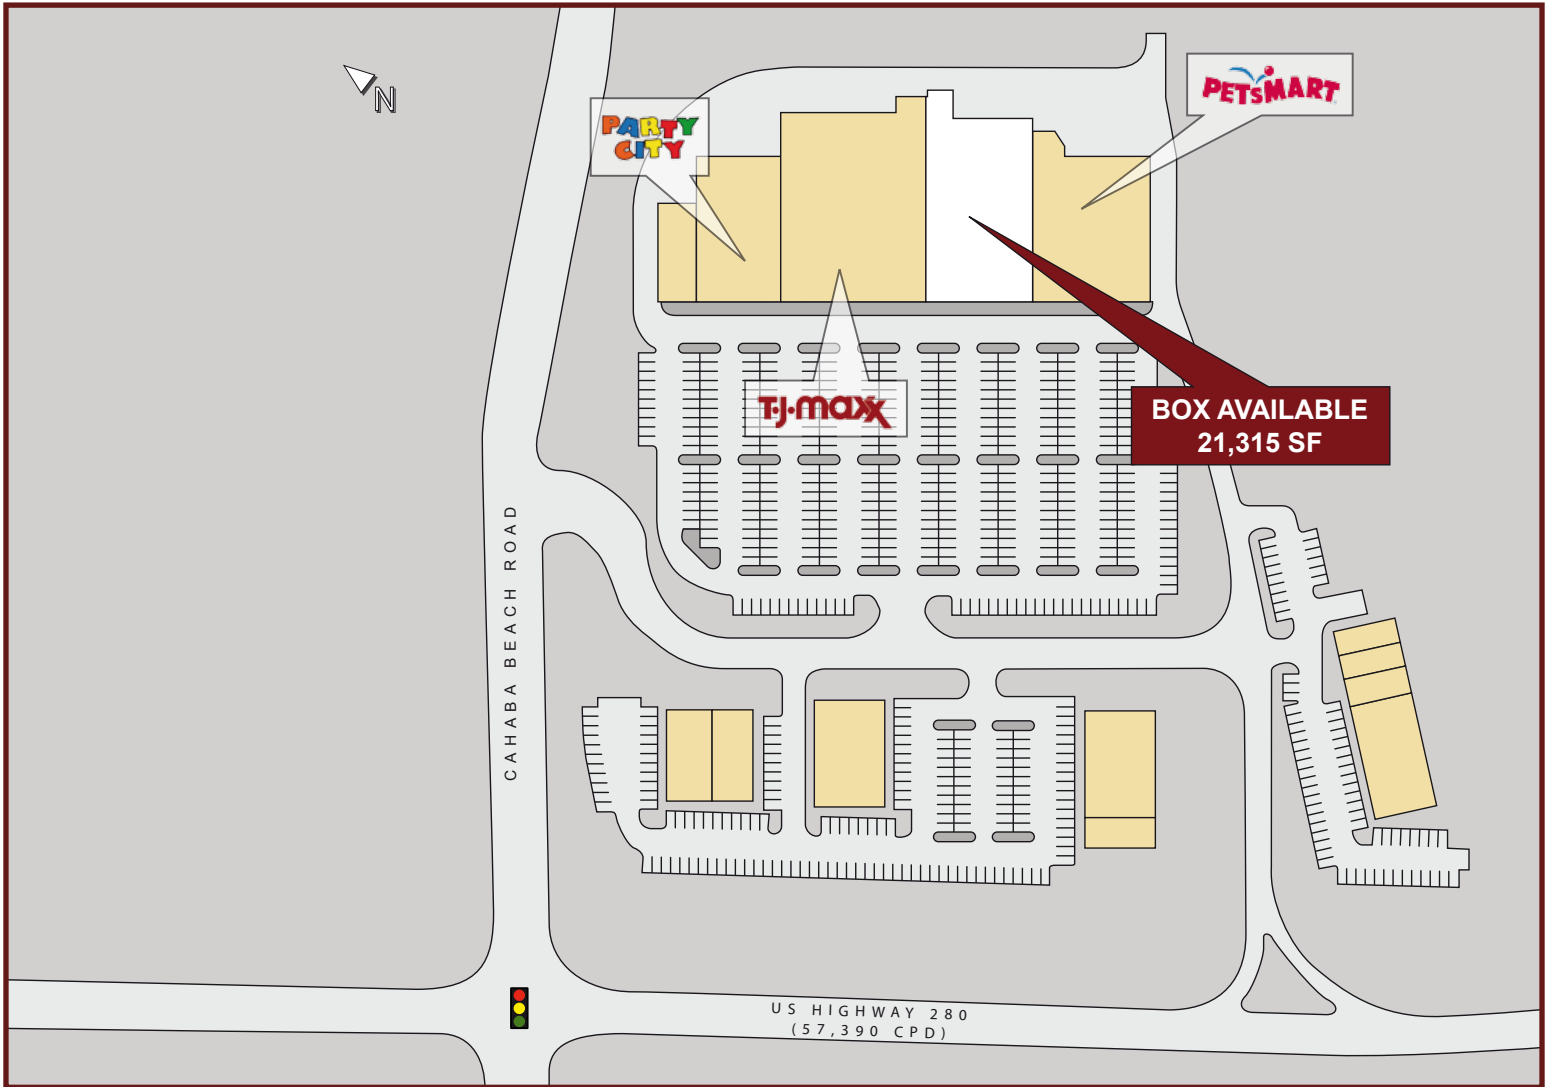 N
PARTY
CITY
PETSMART
T·J·maxx
BOX AVAILABLE
21,315 SF
CAHABA BEACH ROAD
US HIGHWAY 280
(57,390 CPD)